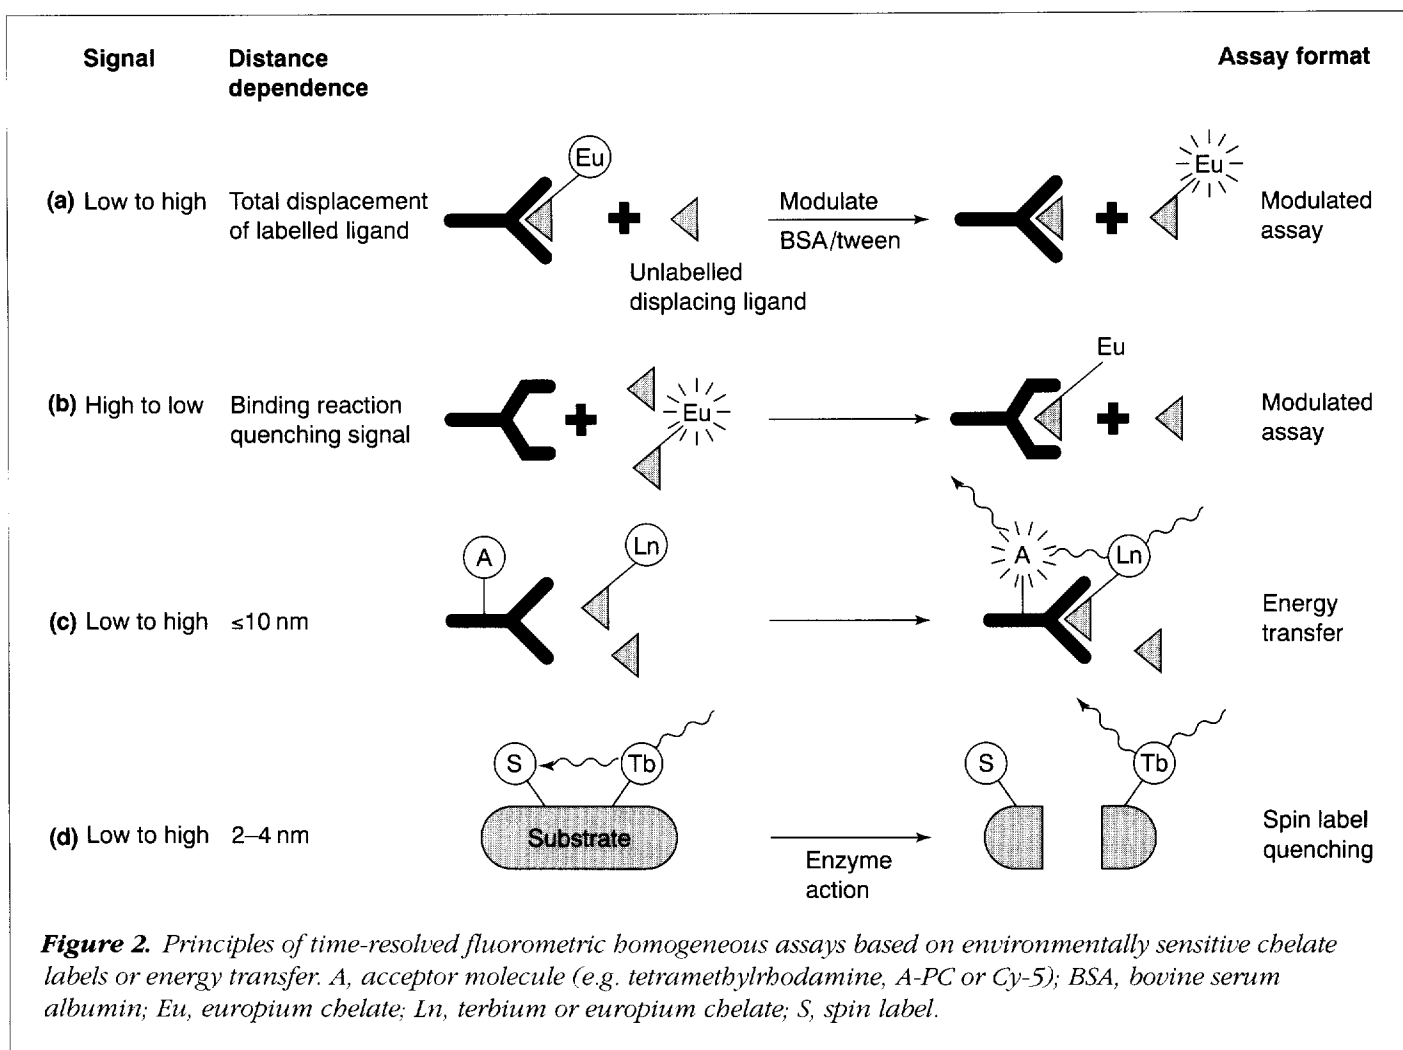 Signal Distance dependence Assay format
Eu Eu
(a) Low to high Total displacement of labelled ligand Modulate BSA/tween Modulated assay
Unlabelled displacing ligand
Eu
(b) High to low Binding reaction quenching signal Eu Modulated assay
A Ln A Ln
(c) Low to high ≤10 nm Energy transfer
S Tb S Tb
(d) Low to high 2–4 nm Substrate Enzyme action Spin label quenching
Figure 2. Principles of time-resolved fluorometric homogeneous assays based on environmentally sensitive chelate
labels or energy transfer. A, acceptor molecule (e.g. tetramethylrhodamine, A-PC or Cy-5); BSA, bovine serum
albumin; Eu, europium chelate; Ln, terbium or europium chelate; S, spin label.